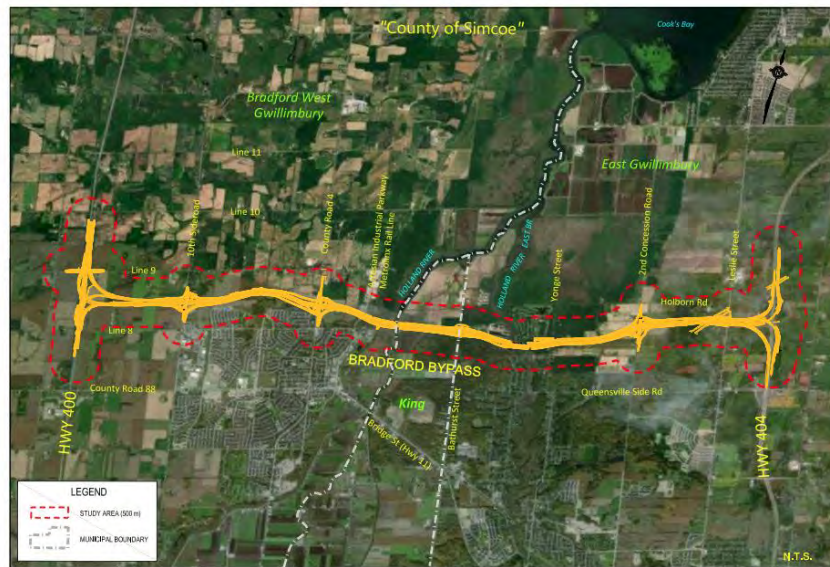 "County of Simcoe"
Cook's Bay
Bradford West
Gwillimbury
Line 11
East Gwillimbury
Line 10
10th Sideroad
County Road 4
Artesian Industrial Parkway
Metrolinx Rail Line
HOLLAND RIVER
HOLLAND RIVER EAST BR
Yonge Street
2nd Concession Road
Leslie Street
Line 9
Holborn Rd
Line 8
BRADFORD BYPASS
County Road 88
King
Queensville Side Rd
HWY 400
Bridge St (Hwy 11)
Bathurst Street
HWY 404
LEGEND
STUDY AREA (500 m)
MUNICIPAL BOUNDARY
N.T.S.